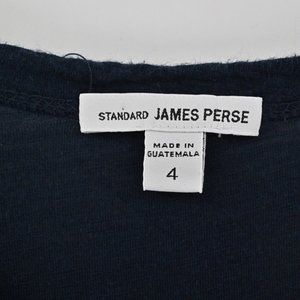 STANDARD JAMES PERSE
MADE IN
GUATEMALA
4